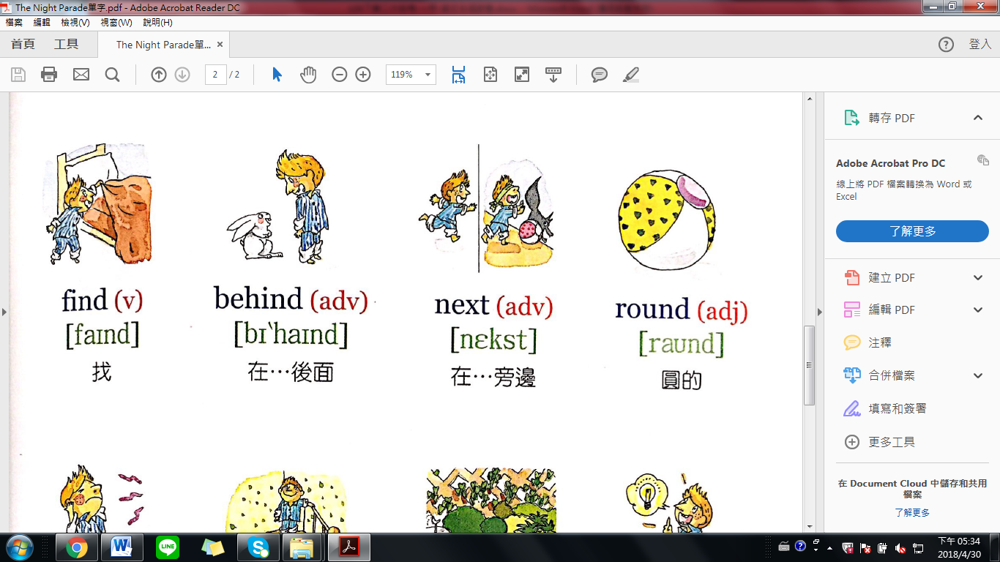 The Night Parade單字.pdf - Adobe Acrobat Reader DC
檔案 編輯 檢視(V) 視窗(W) 說明(H)
首頁 工具 The Night Parade單... × 登入
2 / 2 119%
find (v)
[faɪnd]
找
behind (adv)
[bɪˋhaɪnd]
在…後面
next (adv)
[nɛkst]
在…旁邊
round (adj)
[raʊnd]
圓的
轉存 PDF
Adobe Acrobat Pro DC
線上將 PDF 檔案轉換為 Word 或
Excel
了解更多
建立 PDF
編輯 PDF
注釋
合併檔案
填寫和簽署
更多工具
在 Document Cloud 中儲存和共用
檔案
了解更多
LINE
下午 05:34
2018/4/30